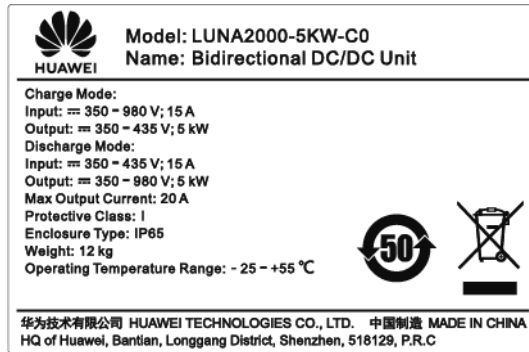 HUAWEI
Model: LUNA2000-5KW-C0
Name: Bidirectional DC/DC Unit
Charge Mode:
Input: ⎓ 350 - 980 V; 15 A
Output: ⎓ 350 - 435 V; 5 kW
Discharge Mode:
Input: ⎓ 350 - 435 V; 15 A
Output: ⎓ 350 - 980 V; 5 kW
Max Output Current: 20 A
Protective Class: I
Enclosure Type: IP65
Weight: 12 kg
Operating Temperature Range: - 25 - +55 ℃
50
华为技术有限公司 HUAWEI TECHNOLOGIES CO., LTD. 中国制造 MADE IN CHINA
HQ of Huawei, Bantian, Longgang District, Shenzhen, 518129, P.R.C